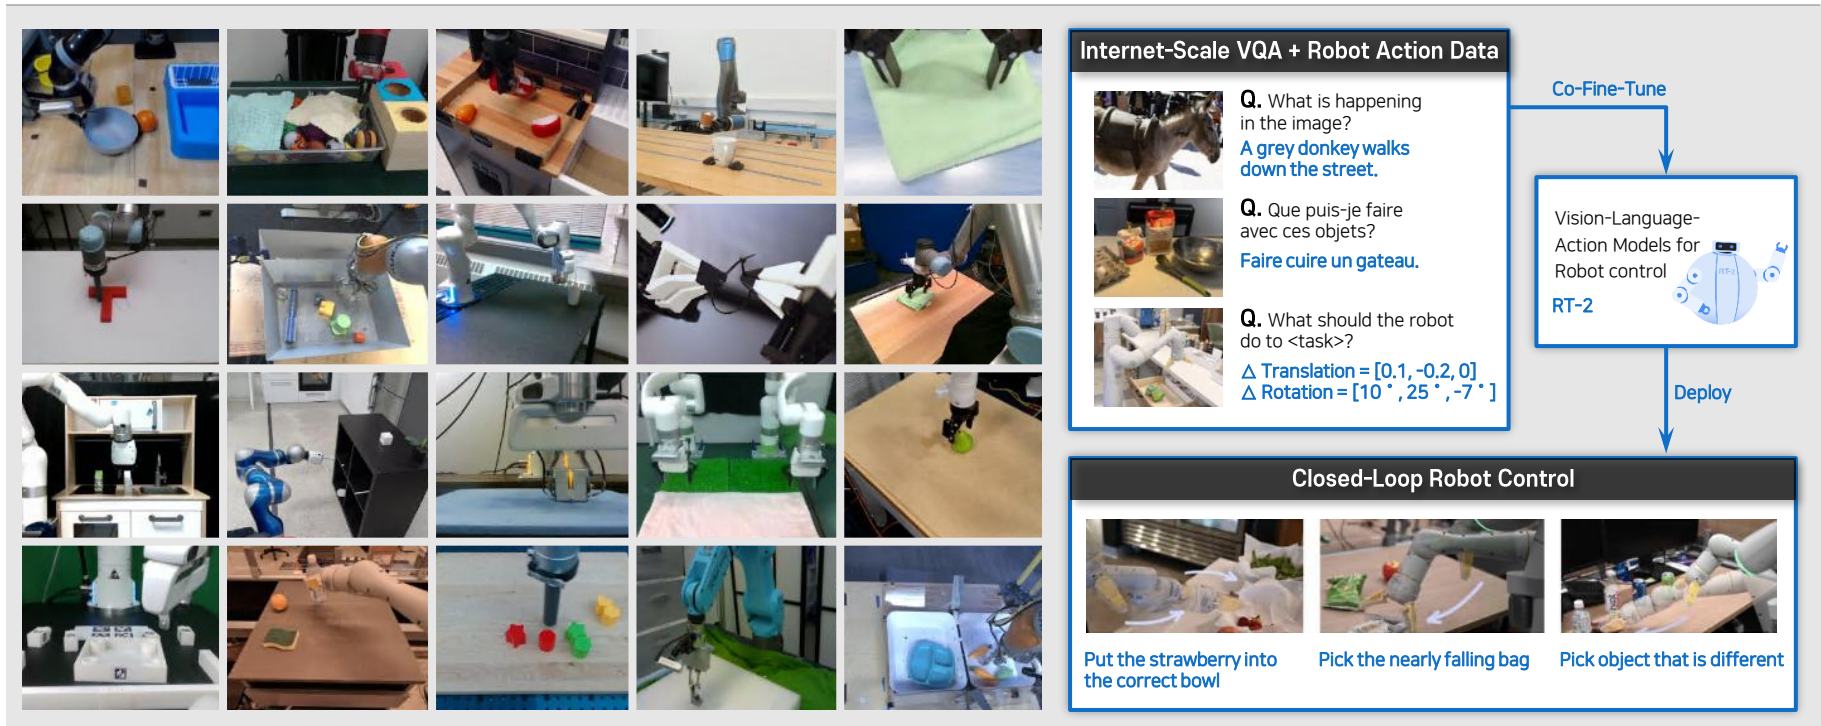 Internet-Scale VQA + Robot Action Data
Q. What is happening
in the image?
A grey donkey walks
down the street.
Q. Que puis-je faire
avec ces objets?
Faire cuire un gateau.
Q. What should the robot
do to <task>?
△ Translation = [0.1, -0.2, 0]
△ Rotation = [10˚, 25˚, -7˚]
Co-Fine-Tune
Vision-Language-
Action Models for
Robot control
RT-2
RT-2
Deploy
Closed-Loop Robot Control
Put the strawberry into
the correct bowl
Pick the nearly falling bag
Pick object that is different